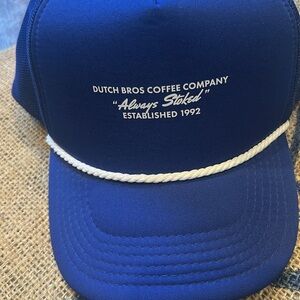 DUTCH BROS COFFEE COMPANY
"Always Stoked"
ESTABLISHED 1992